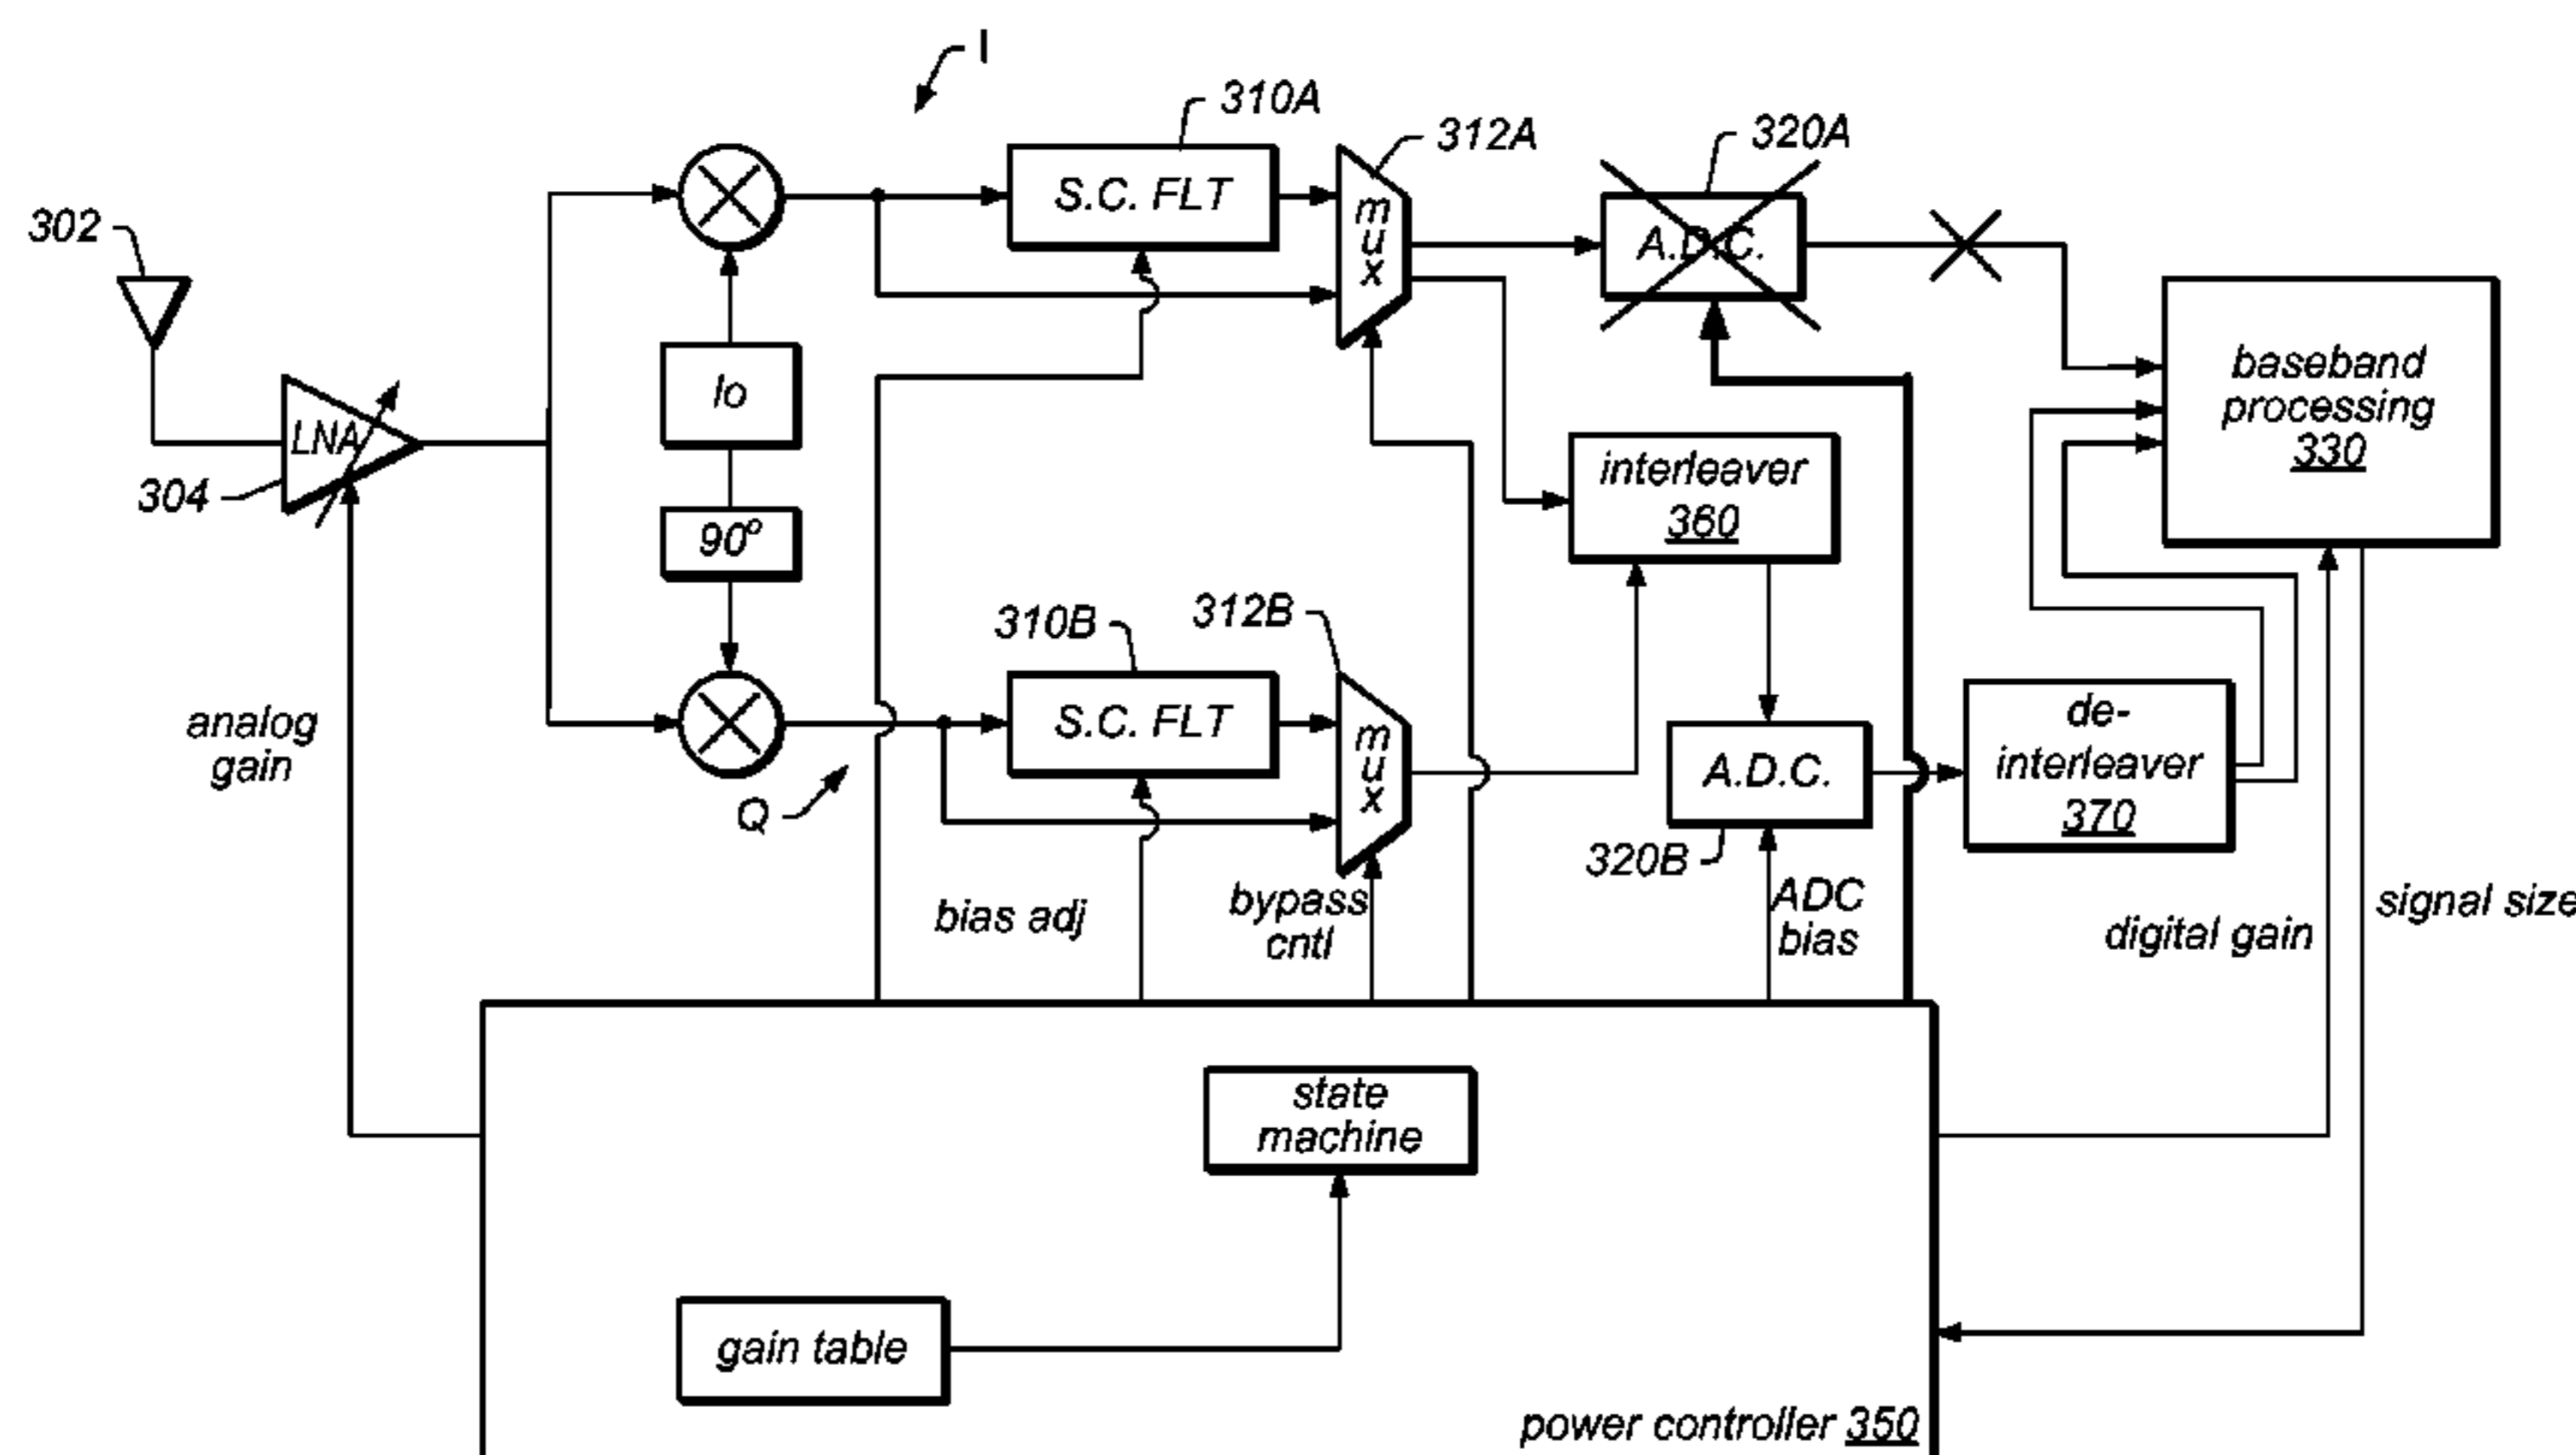 I
310A
312A
320A
302
S.C. FLT
m
u
x
A.D.C.
baseband
processing
330
lo
LNA
304
interleaver
360
90°
310B
312B
S.C. FLT
m
u
x
A.D.C.
de-
interleaver
370
analog
gain
Q
320B
bias adj
bypass
cntl
ADC
bias
digital gain
signal size
state
machine
gain table
power controller 350